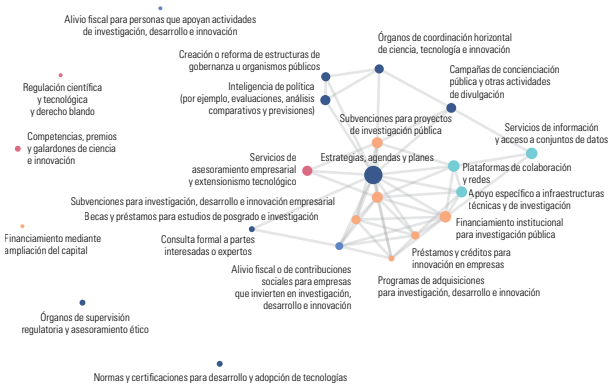 Alivio fiscal para personas que apoyan actividades
de investigación, desarrollo e innovación
Órganos de coordinación horizontal
de ciencia, tecnología e innovación
Creación o reforma de estructuras de
gobernanza u organismos públicos
Campañas de concienciación
pública y otras actividades
de divulgación
Regulación científica
y tecnológica
y derecho blando
Inteligencia de política
(por ejemplo, evaluaciones, análisis
comparativos y previsiones)
Subvenciones para proyectos
de investigación pública
Servicios de información
y acceso a conjuntos de datos
Competencias, premios
y galardones de ciencia
e innovación
Servicios de
asesoramiento empresarial
y extensionismo tecnológico
Estrategias, agendas y planes
Plataformas de colaboración
y redes
Apoyo específico a infraestructuras
técnicas y de investigación
Subvenciones para investigación, desarrollo e innovación empresarial
Becas y préstamos para estudios de posgrado e investigación
Financiamiento institucional
para investigación pública
Financiamiento mediante
ampliación del capital
Consulta formal a partes
interesadas o expertos
Préstamos y créditos para
innovación en empresas
Alivio fiscal o de contribuciones
sociales para empresas
que invierten en investigación,
desarrollo e innovación
Programas de adquisiciones
para investigación, desarrollo e innovación
Órganos de supervisión
regulatoria y asesoramiento ético
Normas y certificaciones para desarrollo y adopción de tecnologías